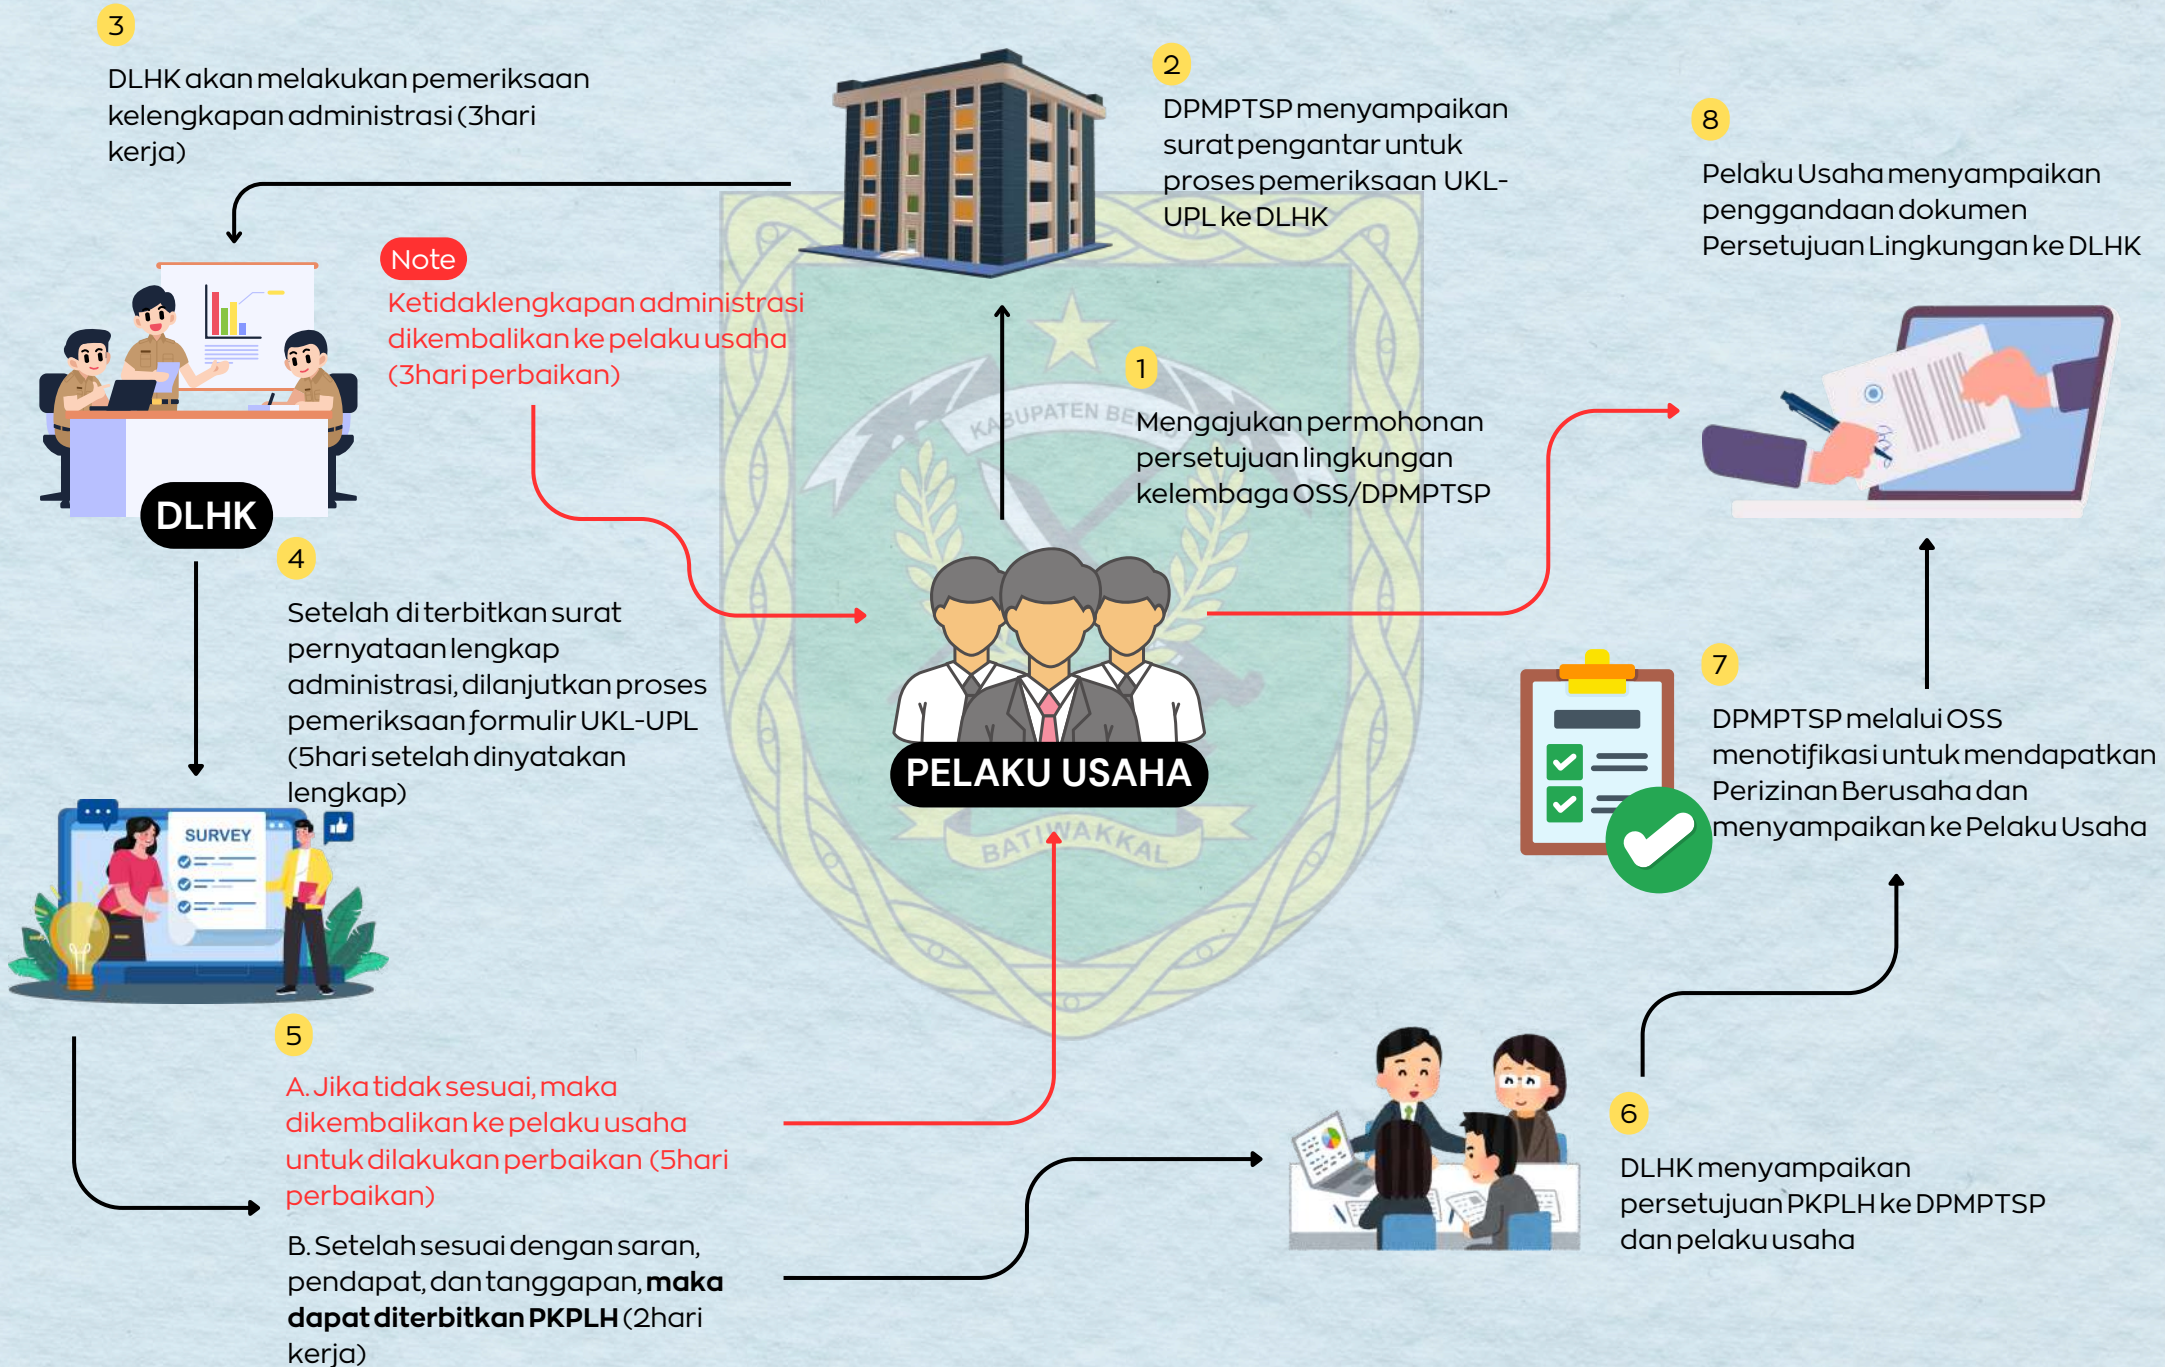 3
DLHK akan melakukan pemeriksaan
kelengkapan administrasi (3hari
kerja)
2
DPMPTSP menyampaikan
surat pengantar untuk
proses pemeriksaan UKL-
UPL ke DLHK
8
Pelaku Usaha menyampaikan
penggandaan dokumen
Persetujuan Lingkungan ke DLHK
Note
Ketidaklengkapan administrasi
dikembalikan ke pelaku usaha
(3hari perbaikan)
1
Mengajukan permohonan
persetujuan lingkungan
kelembaga OSS/DPMPTSP
KABUPATEN
DLHK
4
Setelah di terbitkan surat
pernyataan lengkap
administrasi, dilanjutkan proses
pemeriksaan formulir UKL-UPL
(5hari setelah dinyatakan
lengkap)
PELAKU USAHA
BATIWAKKAL
7
DPMPTSP melalui OSS
menotifikasi untuk mendapatkan
Perizinan Berusaha dan
menyampaikan ke Pelaku Usaha
SURVEY
5
A. Jika tidak sesuai, maka
dikembalikan ke pelaku usaha
untuk dilakukan perbaikan (5hari
perbaikan)
B. Setelah sesuai dengan saran,
pendapat, dan tanggapan, maka
dapat diterbitkan PKPLH (2hari
kerja)
6
DLHK menyampaikan
persetujuan PKPLH ke DPMPTSP
dan pelaku usaha